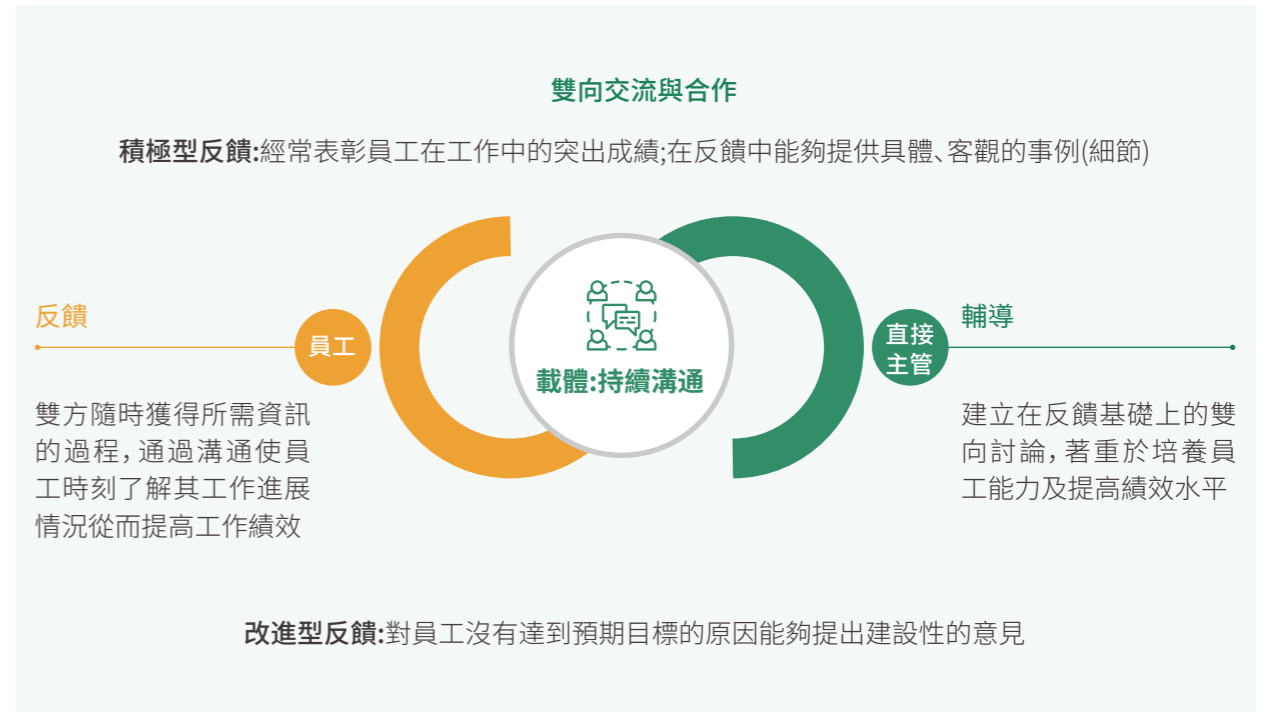 雙向交流與合作
積極型反饋:經常表彰員工在工作中的突出成績;在反饋中能夠提供具體、客觀的事例(細節)
反饋
員工
雙方隨時獲得所需資訊
的過程,通過溝通使員
工時刻了解其工作進展
情況從而提高工作績效
載體:持續溝通
直接
主管
輔導
建立在反饋基礎上的雙
向討論,著重於培養員
工能力及提高績效水平
改進型反饋:對員工沒有達到預期目標的原因能夠提出建設性的意見